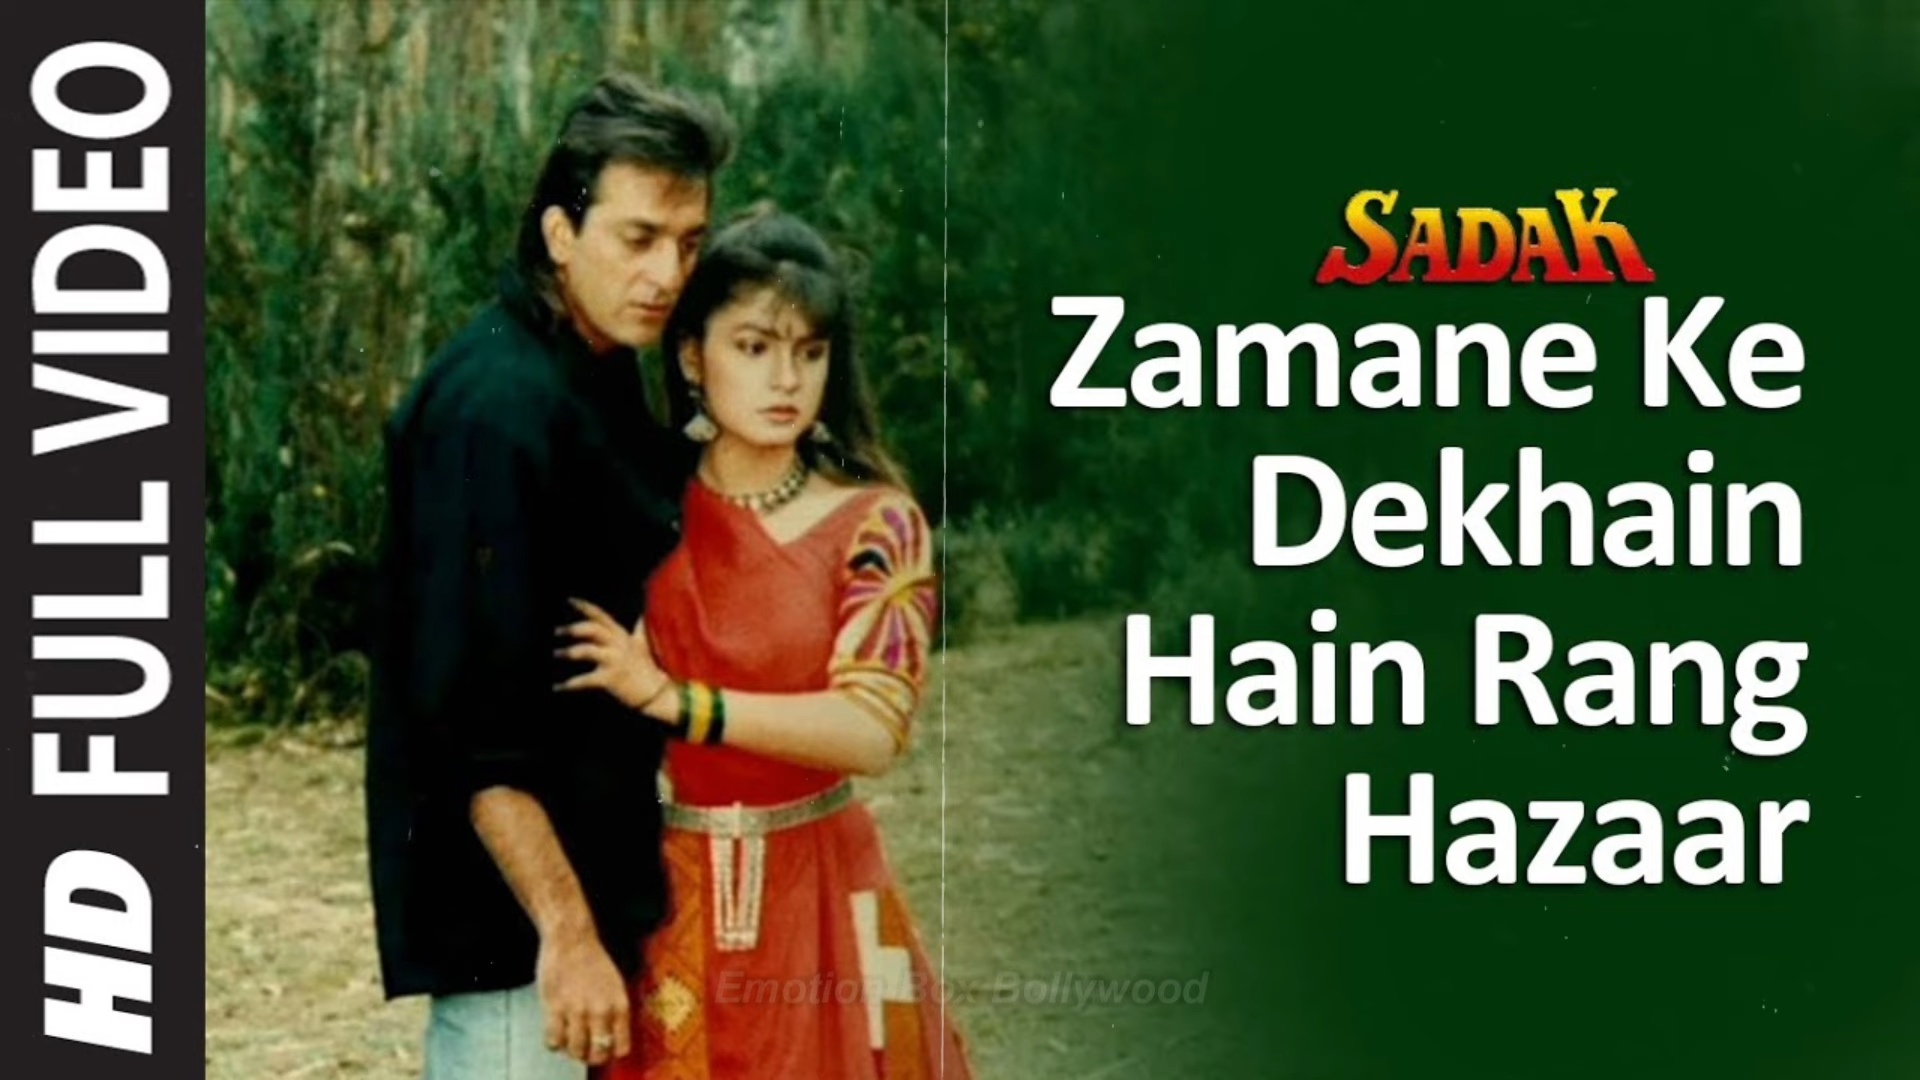 HD FULL VIDEO
SADAK
Zamane Ke
Dekhain
Hain Rang
Hazaar
Emotion Box Bollywood